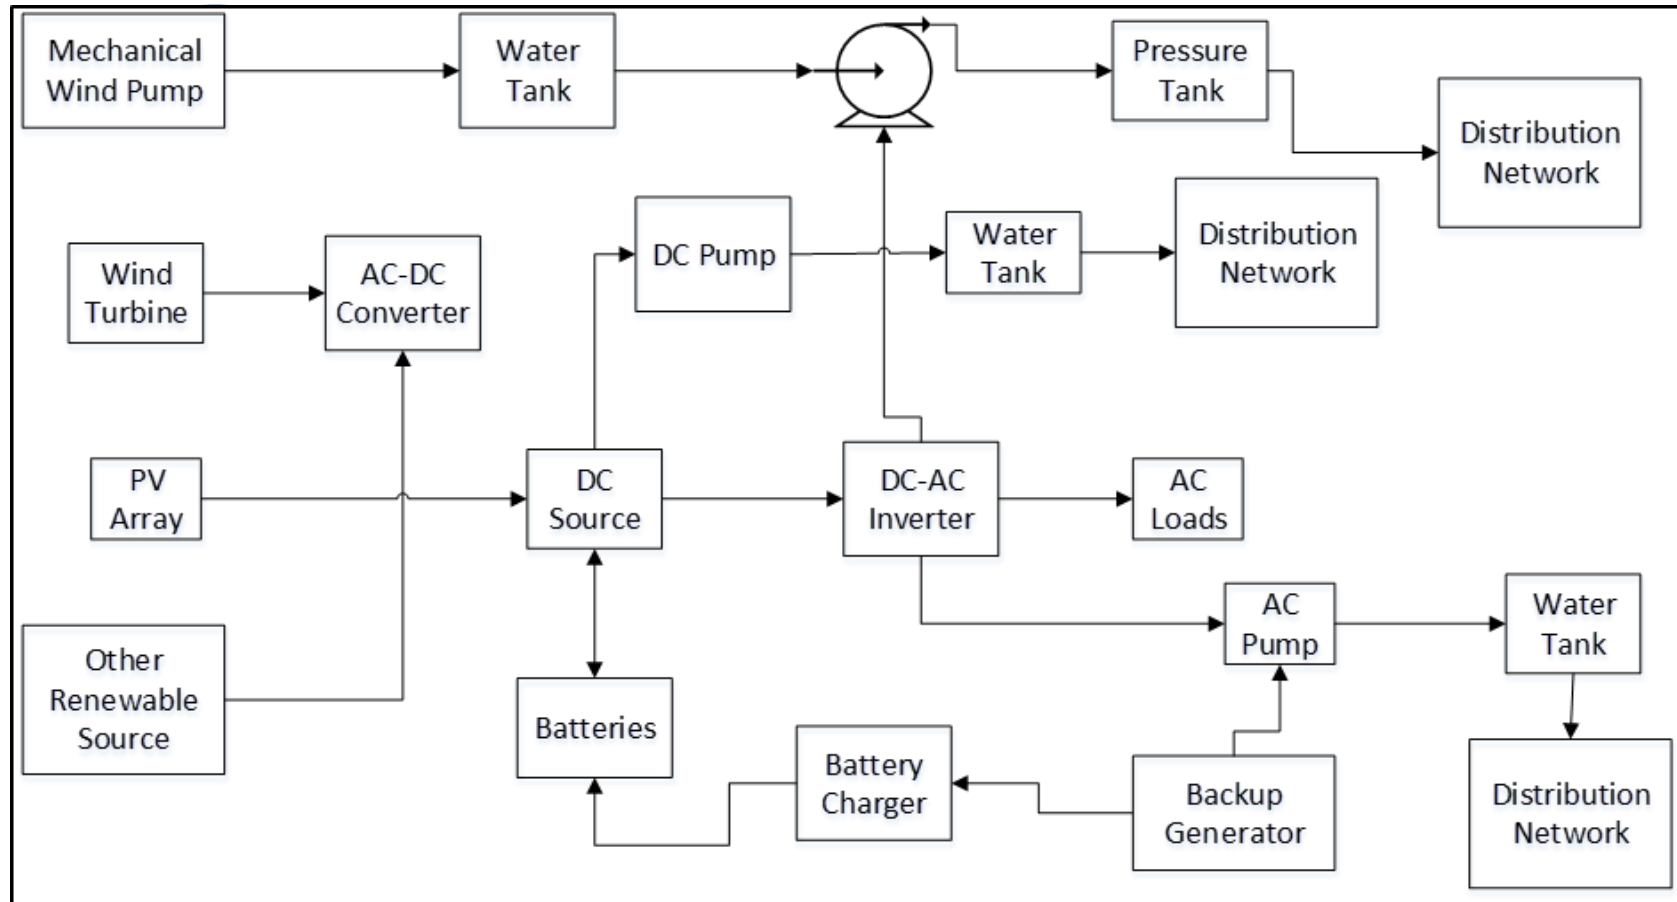 Mechanical
Wind Pump
Water
Tank
Pressure
Tank
Distribution
Network
DC Pump
Water
Tank
Distribution
Network
Wind
Turbine
AC-DC
Converter
PV
Array
DC
Source
DC-AC
Inverter
AC
Loads
Other
Renewable
Source
Batteries
Battery
Charger
Backup
Generator
AC
Pump
Water
Tank
Distribution
Network